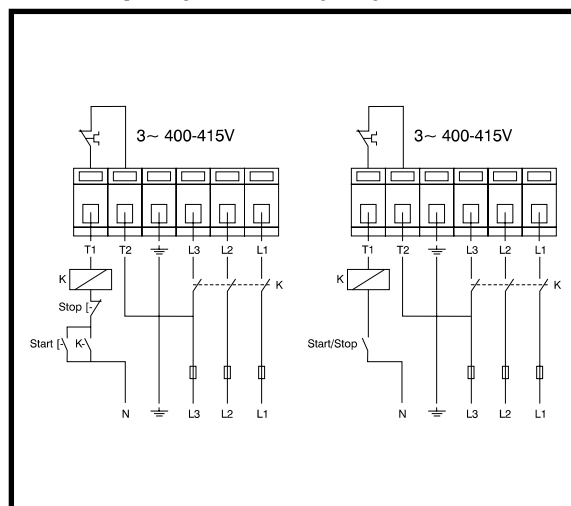 3~ 400-415V
T1 T2 L3 L2 L1
K
K
Stop
Start K
N L3 L2 L1
3~ 400-415V
T1 T2 L3 L2 L1
K
K
Start/Stop
N L3 L2 L1